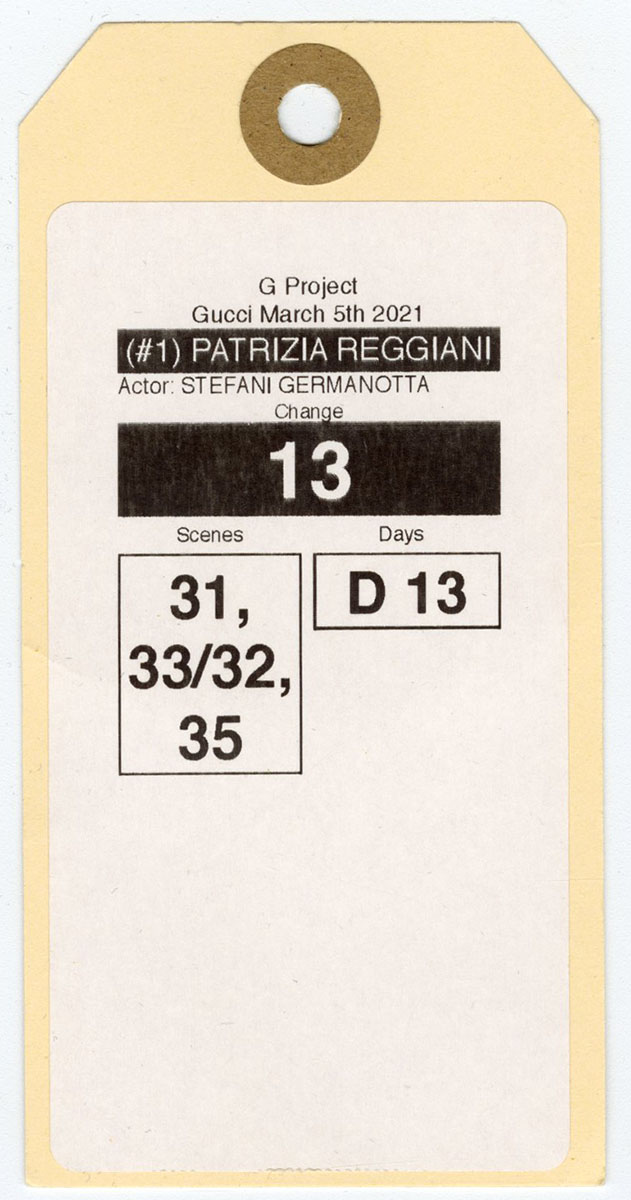 G Project
Gucci March 5th 2021
(#1) PATRIZIA REGGIANI
Actor: STEFANI GERMANOTTA
Change
13
Scenes Days
31, D 13
33/32,
35